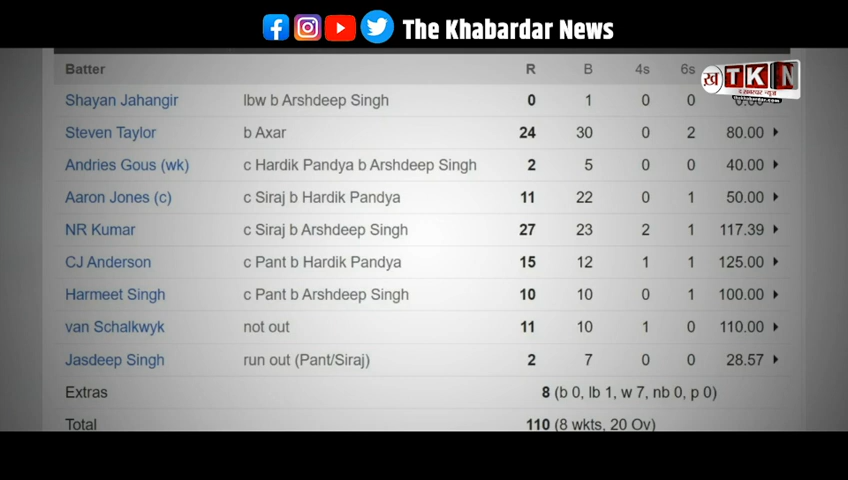 The Khabardar News
Batter R B 4s 6s
ख़ TKN
द खबरदार न्यूज़
thekhabardar.com
Shayan Jahangir lbw b Arshdeep Singh 0 1 0 0
Steven Taylor b Axar 24 30 0 2 80.00
Andries Gous (wk) c Hardik Pandya b Arshdeep Singh 2 5 0 0 40.00
Aaron Jones (c) c Siraj b Hardik Pandya 11 22 0 1 50.00
NR Kumar c Siraj b Arshdeep Singh 27 23 2 1 117.39
CJ Anderson c Pant b Hardik Pandya 15 12 1 1 125.00
Harmeet Singh c Pant b Arshdeep Singh 10 10 0 1 100.00
van Schalkwyk not out 11 10 1 0 110.00
Jasdeep Singh run out (Pant/Siraj) 2 7 0 0 28.57
Extras 8 (b 0, lb 1, w 7, nb 0, p 0)
Total 110 (8 wkts, 20 Ov)